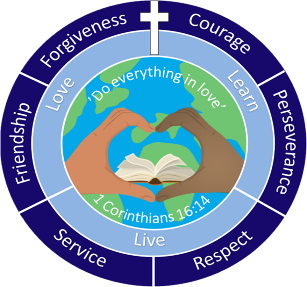 Forgiveness
Courage
Perseverance
Respect
Service
Friendship
Love
Learn
Live
'Do everything in love'
1 Corinthians 16:14